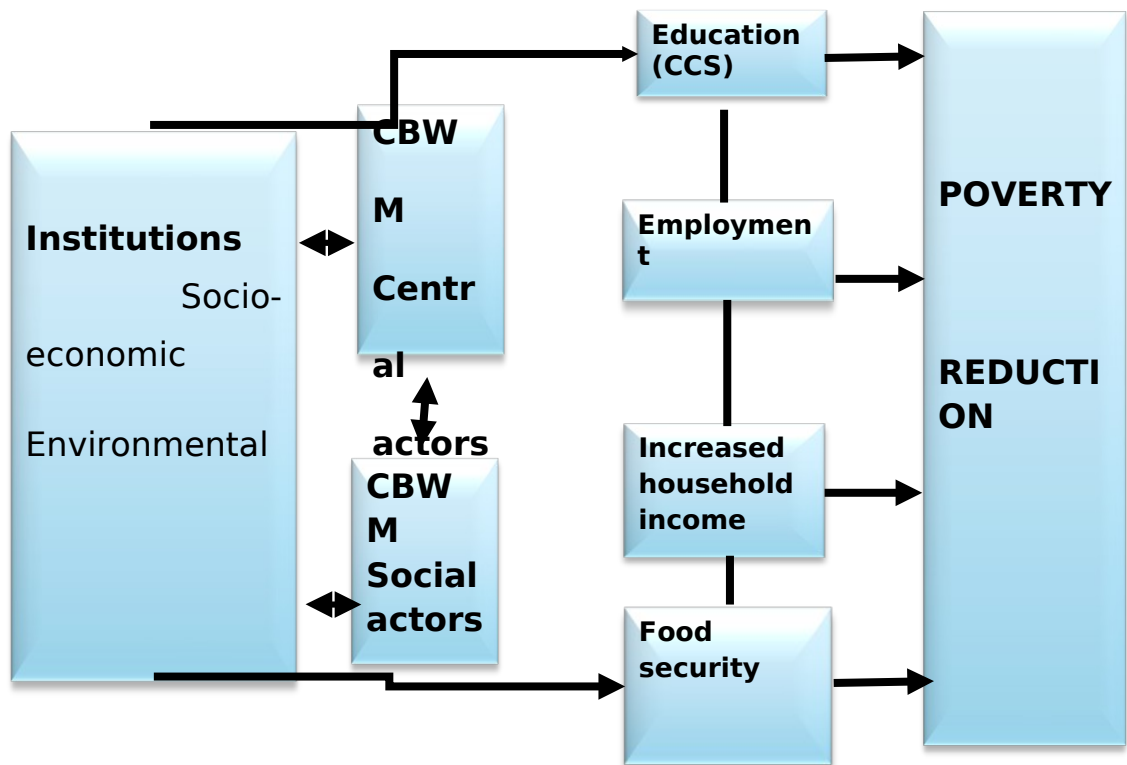 Institutions
Socio-
economic
Environmental
CBW
M
Centr
al
actors
CBW
M
Social
actors
Education
(CCS)
Employmen
t
Increased
household
income
Food
security
POVERTY
REDUCTI
ON